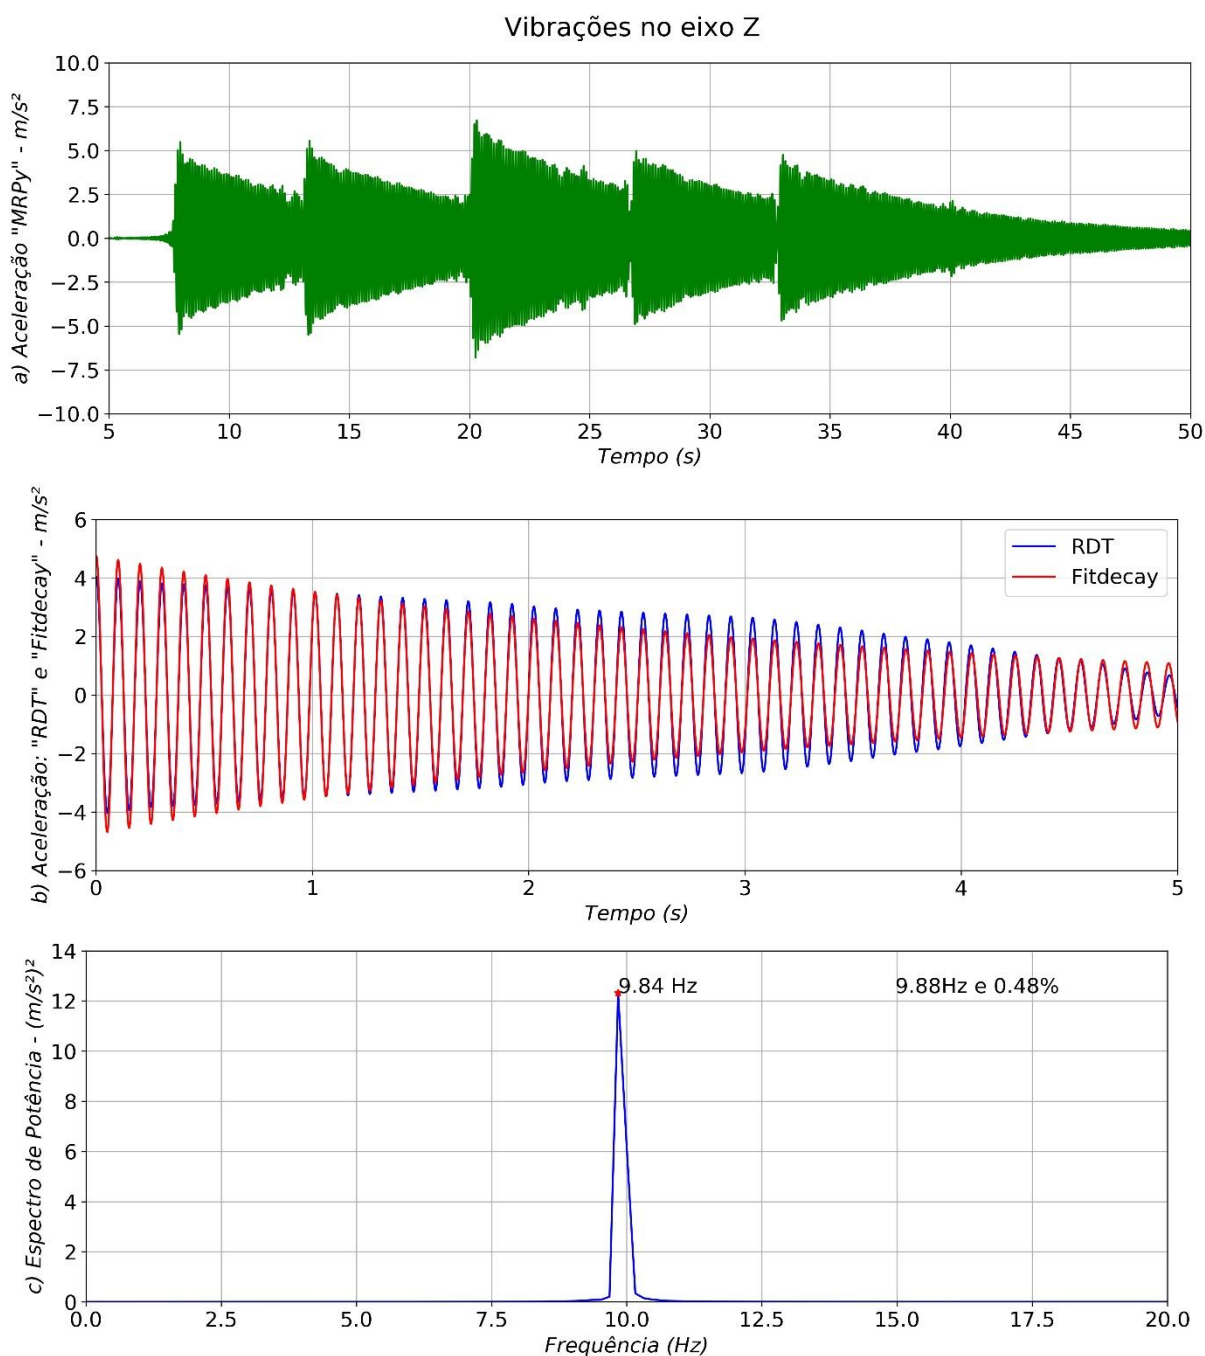 Vibrações no eixo Z
a) Aceleração "MRPy" - m/s²
10.0
7.5
5.0
2.5
0.0
−2.5
−5.0
−7.5
−10.0
5 10 15 20 25 30 35 40 45 50
Tempo (s)
b) Aceleração: "RDT" e "Fitdecay" - m/s²
6
4
2
0
−2
−4
−6
RDT
Fitdecay
0 1 2 3 4 5
Tempo (s)
c) Espectro de Potência - (m/s²)²
14
12
10
8
6
4
2
0
9.84 Hz
9.88Hz e 0.48%
0.0 2.5 5.0 7.5 10.0 12.5 15.0 17.5 20.0
Frequência (Hz)